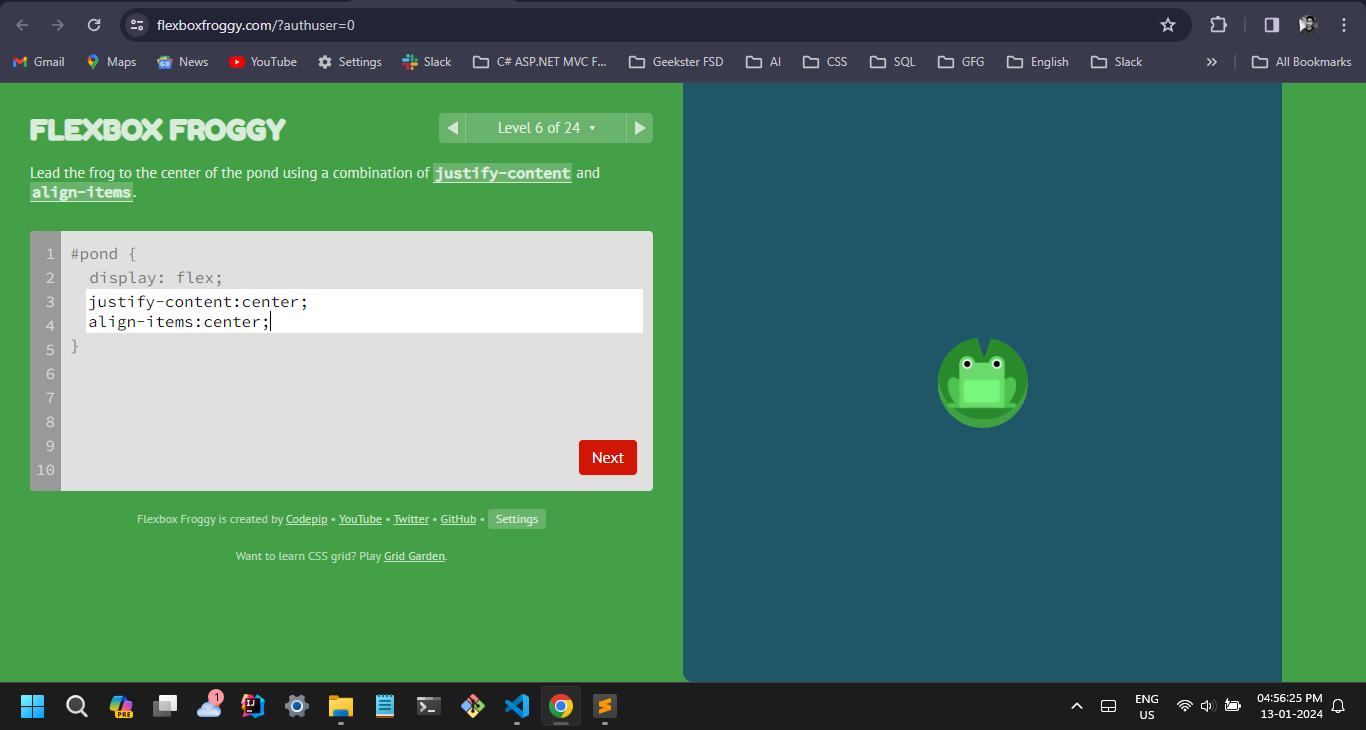 flexboxfroggy.com/?authuser=0
Gmail Maps News YouTube Settings Slack C# ASP.NET MVC F... Geekster FSD AI CSS SQL GFG English Slack » All Bookmarks
FLEXBOX FROGGY
Level 6 of 24
Lead the frog to the center of the pond using a combination of justify-content and
align-items.
1 #pond {
2 display: flex;
3 justify-content:center;
4 align-items:center;
5 }
6
7
8
9
10
Next
Flexbox Froggy is created by Codepip • YouTube • Twitter • GitHub • Settings
Want to learn CSS grid? Play Grid Garden.
1
PRE
IJ
ENG
US
04:56:25 PM
13-01-2024